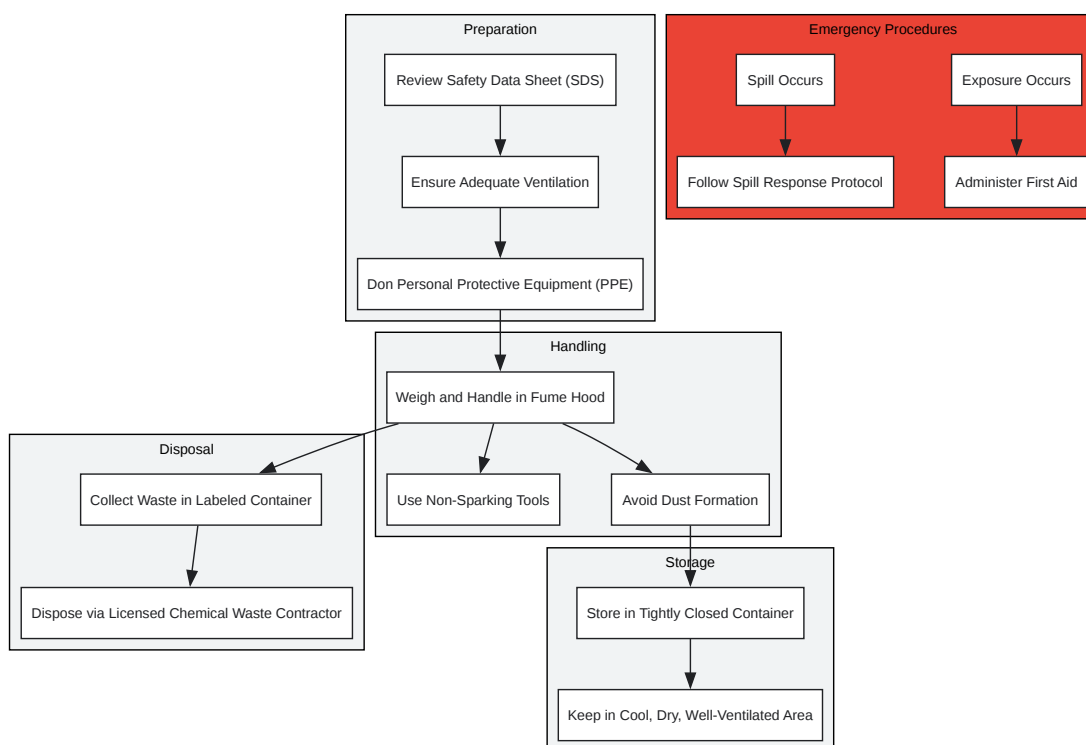 Preparation
Review Safety Data Sheet (SDS)
Ensure Adequate Ventilation
Don Personal Protective Equipment (PPE)
Emergency Procedures
Spill Occurs
Exposure Occurs
Follow Spill Response Protocol
Administer First Aid
Handling
Weigh and Handle in Fume Hood
Use Non-Sparking Tools
Avoid Dust Formation
Disposal
Collect Waste in Labeled Container
Dispose via Licensed Chemical Waste Contractor
Storage
Store in Tightly Closed Container
Keep in Cool, Dry, Well-Ventilated Area